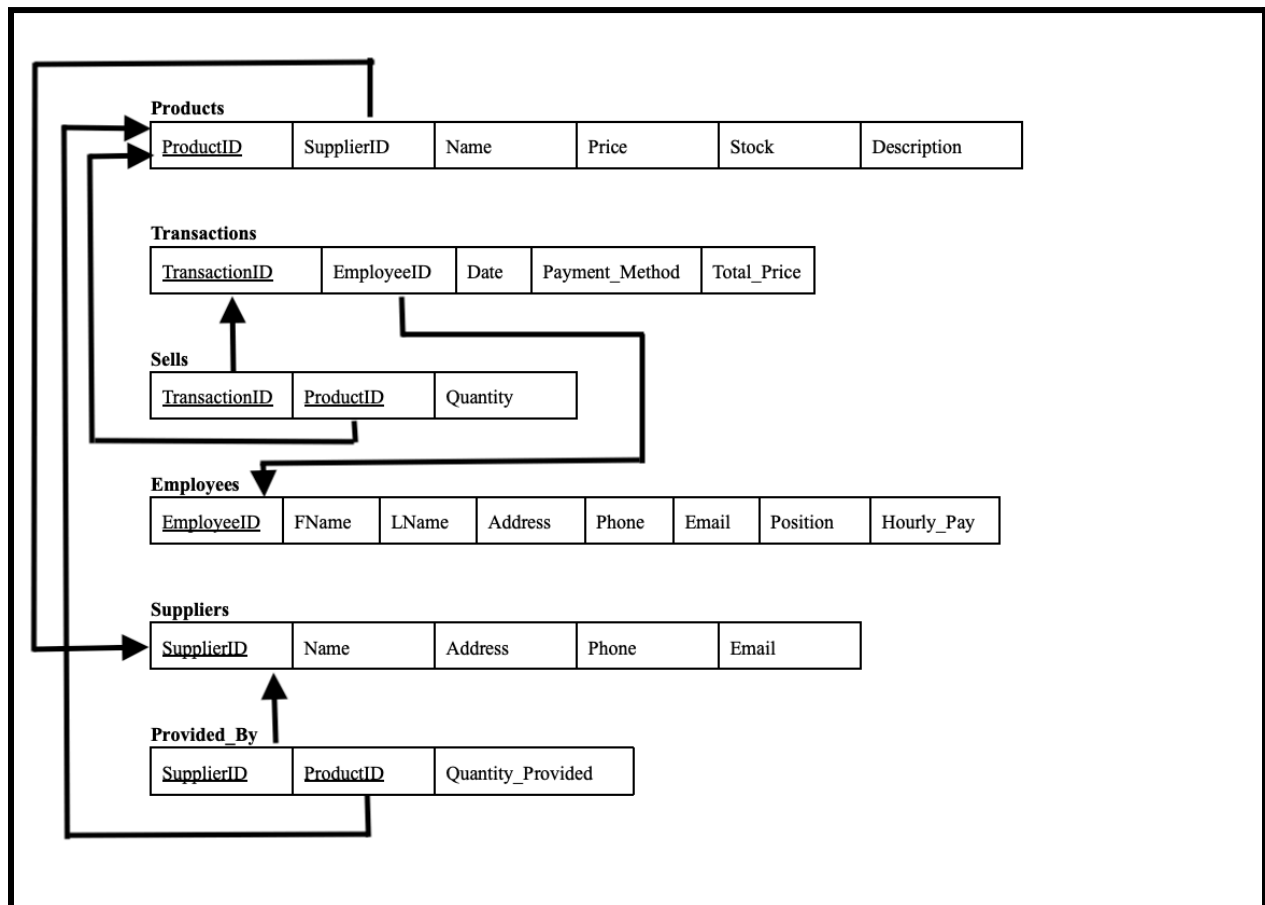 Products
ProductID SupplierID Name Price Stock Description
Transactions
TransactionID EmployeeID Date Payment_Method Total_Price
Sells
TransactionID ProductID Quantity
Employees
EmployeeID FName LName Address Phone Email Position Hourly_Pay
Suppliers
SupplierID Name Address Phone Email
Provided_By
SupplierID ProductID Quantity_Provided